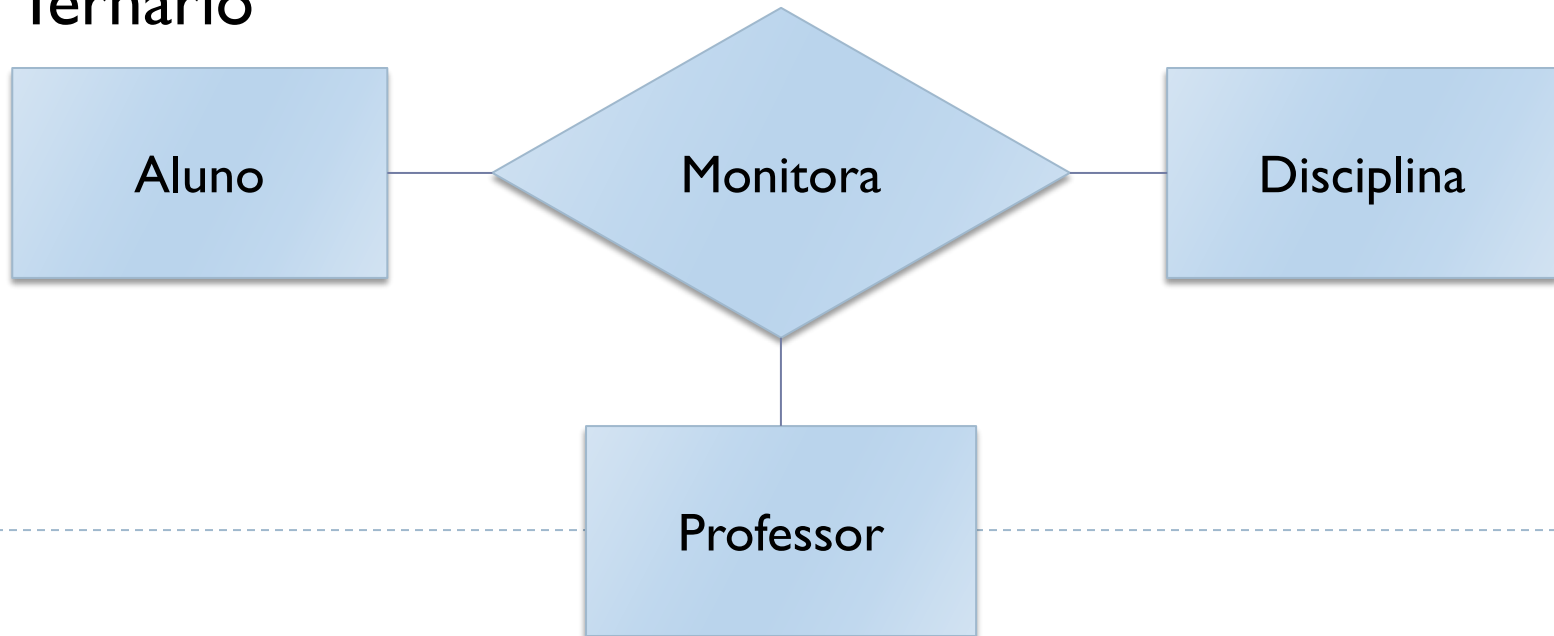 Ternário
Aluno
Monitora
Disciplina
Professor